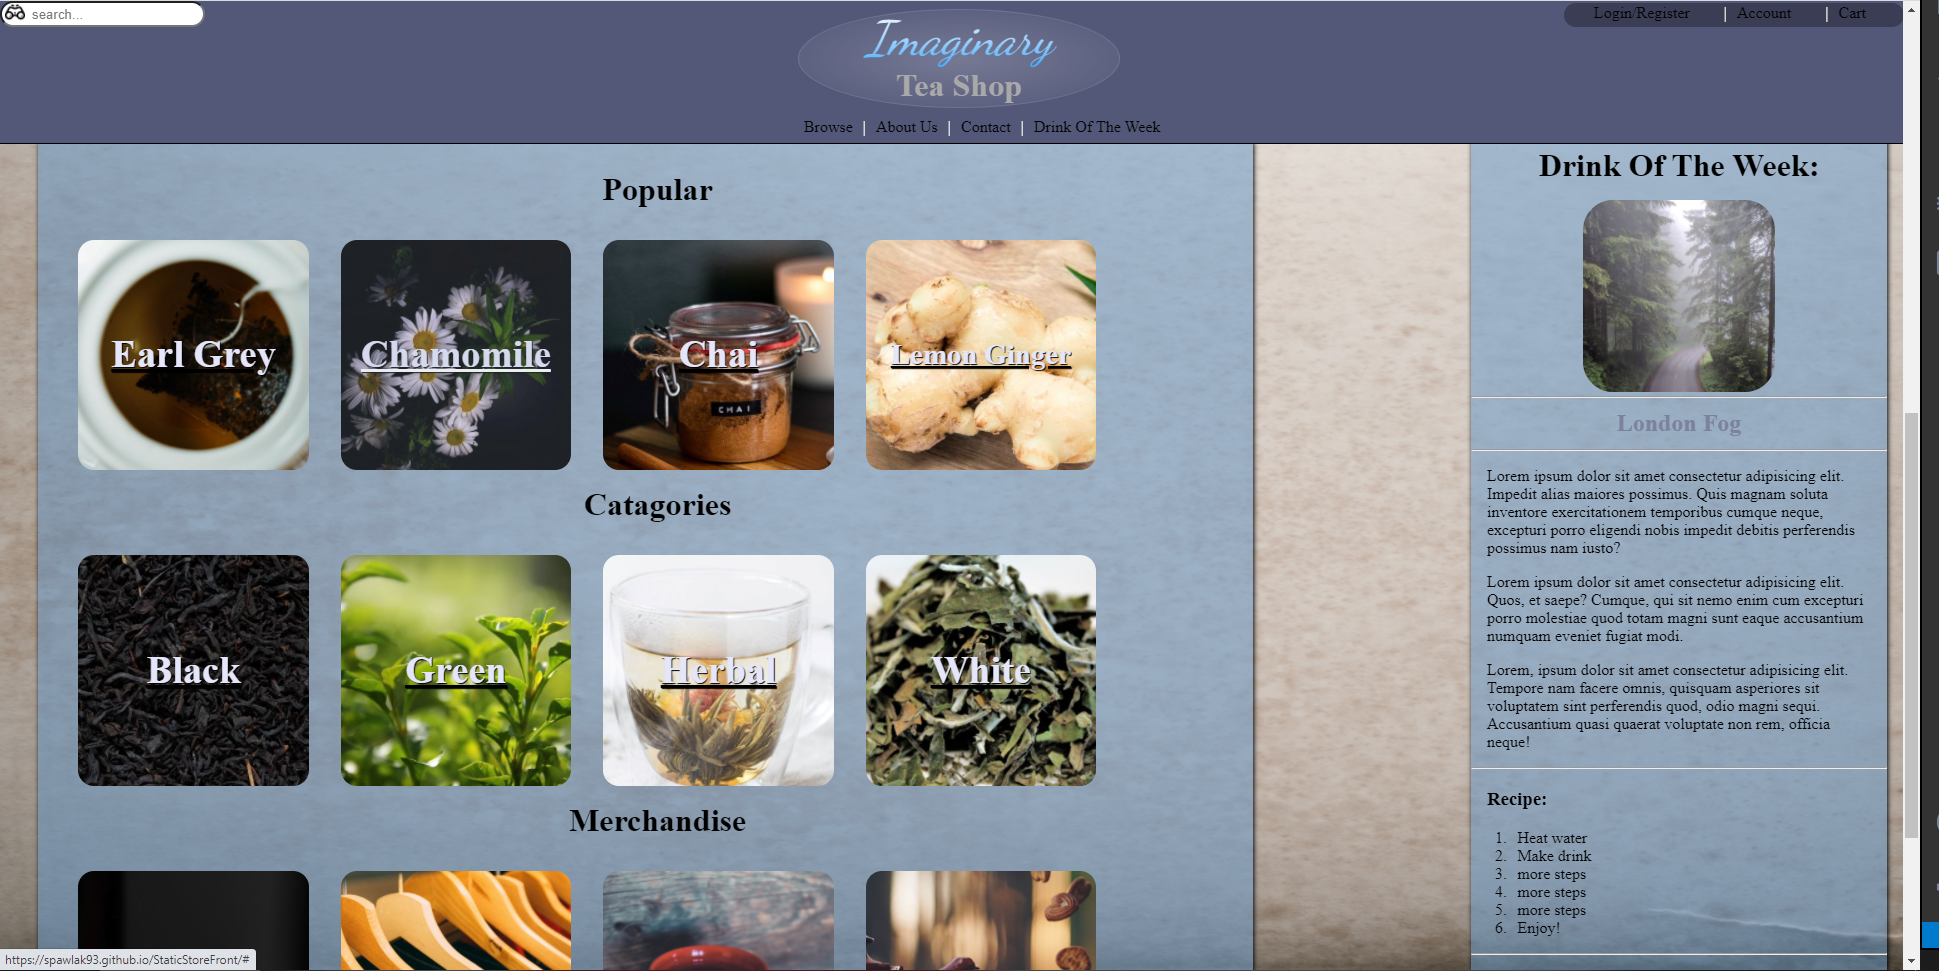 search...
Login/Register | Account | Cart
Imaginary
Tea Shop
Browse | About Us | Contact | Drink Of The Week
Popular
Earl Grey
Chamomile
Chai
CHAI
Lemon Ginger
Catagories
Black
Green
Herbal
White
Merchandise
Drink Of The Week:
London Fog
Lorem ipsum dolor sit amet consectetur adipisicing elit.
Impedit alias maiores possimus. Quis magnam soluta
inventore exercitationem temporibus cumque neque,
excepturi porro eligendi nobis impedit debitis perferendis
possimus nam iusto?
Lorem ipsum dolor sit amet consectetur adipisicing elit.
Quos, et saepe? Cumque, qui sit nemo enim cum excepturi
porro molestiae quod totam magni sunt eaque accusantium
numquam eveniet fugiat modi.
Lorem, ipsum dolor sit amet consectetur adipisicing elit.
Tempore nam facere omnis, quisquam asperiores sit
voluptatem sint perferendis quod, odio magni sequi.
Accusantium quasi quaerat voluptate non rem, officia
neque!
Recipe:
1. Heat water
2. Make drink
3. more steps
4. more steps
5. more steps
6. Enjoy!
https://spawlak93.github.io/StaticStoreFront/#